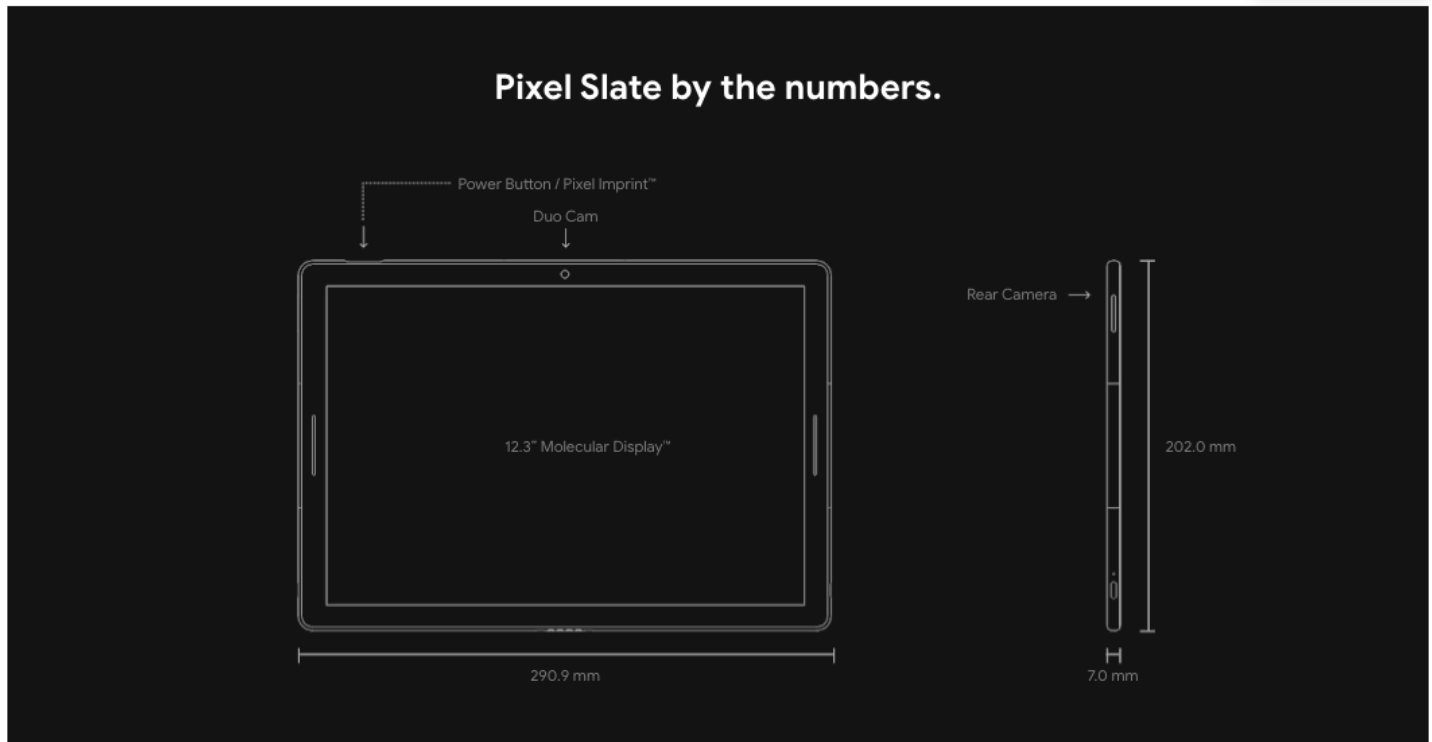 Pixel Slate by the numbers.
Power Button / Pixel Imprint™
Duo Cam
Rear Camera
12.3″ Molecular Display™
202.0 mm
290.9 mm
7.0 mm